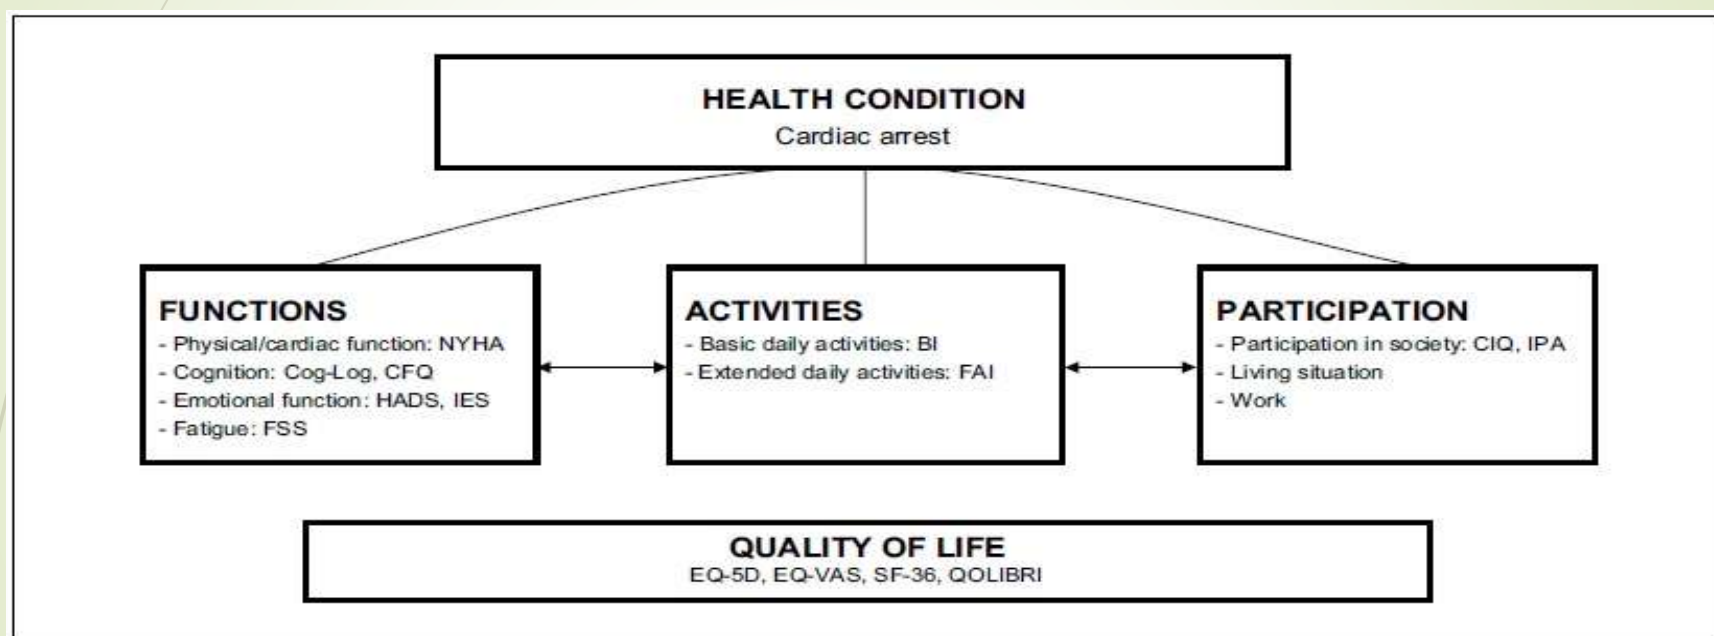 HEALTH CONDITION
Cardiac arrest
FUNCTIONS
- Physical/cardiac function: NYHA
- Cognition: Cog-Log, CFQ
- Emotional function: HADS, IES
- Fatigue: FSS
ACTIVITIES
- Basic daily activities: BI
- Extended daily activities: FAI
PARTICIPATION
- Participation in society: CIQ, IPA
- Living situation
- Work
QUALITY OF LIFE
EQ-5D, EQ-VAS, SF-36, QOLIBRI